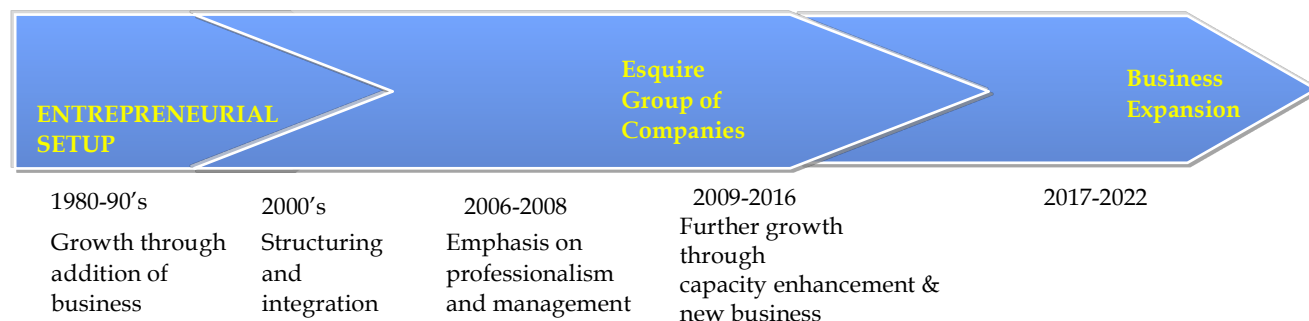 ENTREPRENEURIAL
SETUP
Esquire
Group of
Companies
Business
Expansion
1980-90’s
Growth through
addition of
business
2000’s
Structuring
and
integration
2006-2008
Emphasis on
professionalism
and management
2009-2016
Further growth
through
capacity enhancement &
new business
2017-2022